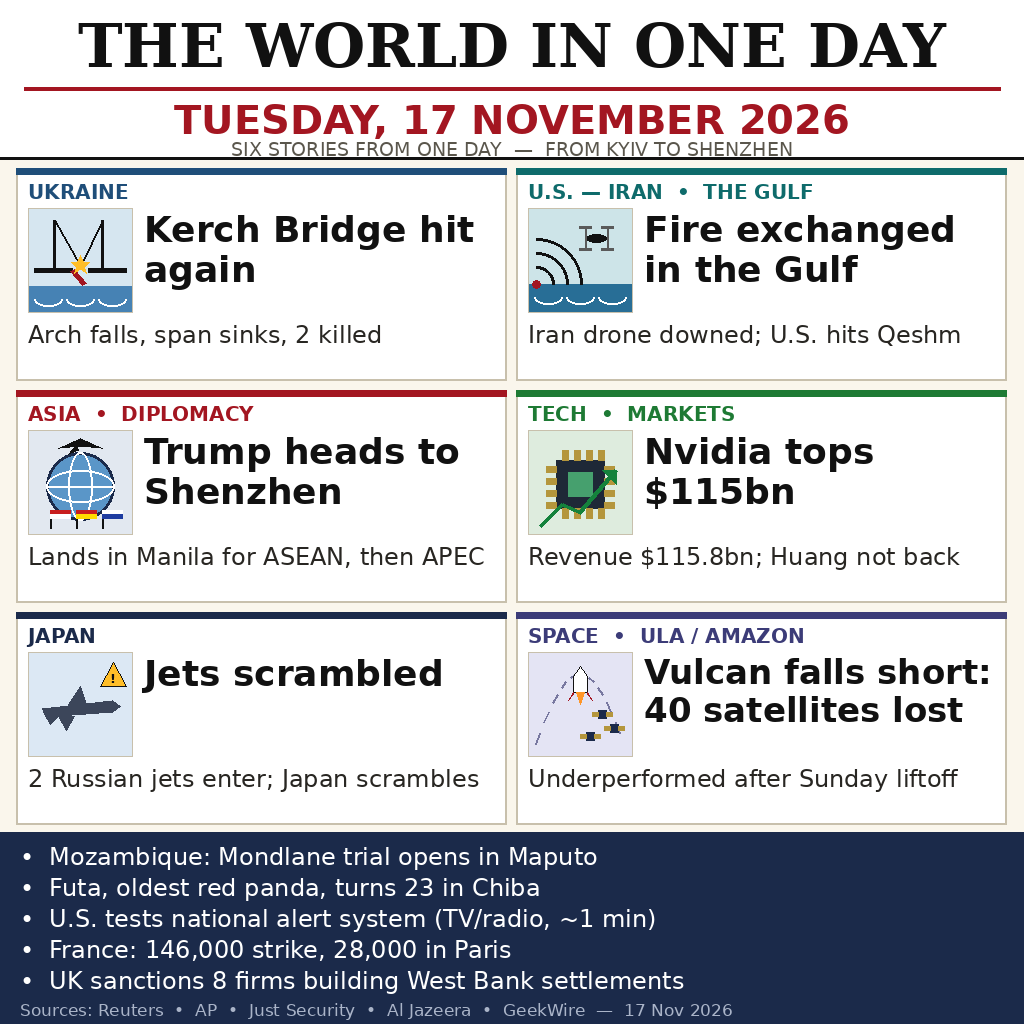 THE WORLD IN ONE DAY
TUESDAY, 17 NOVEMBER 2026
SIX STORIES FROM ONE DAY — FROM KYIV TO SHENZHEN
UKRAINE
Kerch Bridge hit
again
Arch falls, span sinks, 2 killed
U.S. — IRAN • THE GULF
Fire exchanged
in the Gulf
Iran drone downed; U.S. hits Qeshm
ASIA • DIPLOMACY
Trump heads to
Shenzhen
Lands in Manila for ASEAN, then APEC
TECH • MARKETS
Nvidia tops
$115bn
Revenue $115.8bn; Huang not back
JAPAN
!
Jets scrambled
2 Russian jets enter; Japan scrambles
SPACE • ULA / AMAZON
Vulcan falls short:
40 satellites lost
Underperformed after Sunday liftoff
• Mozambique: Mondlane trial opens in Maputo
• Futa, oldest red panda, turns 23 in Chiba
• U.S. tests national alert system (TV/radio, ~1 min)
• France: 146,000 strike, 28,000 in Paris
• UK sanctions 8 firms building West Bank settlements
Sources: Reuters • AP • Just Security • Al Jazeera • GeekWire — 17 Nov 2026